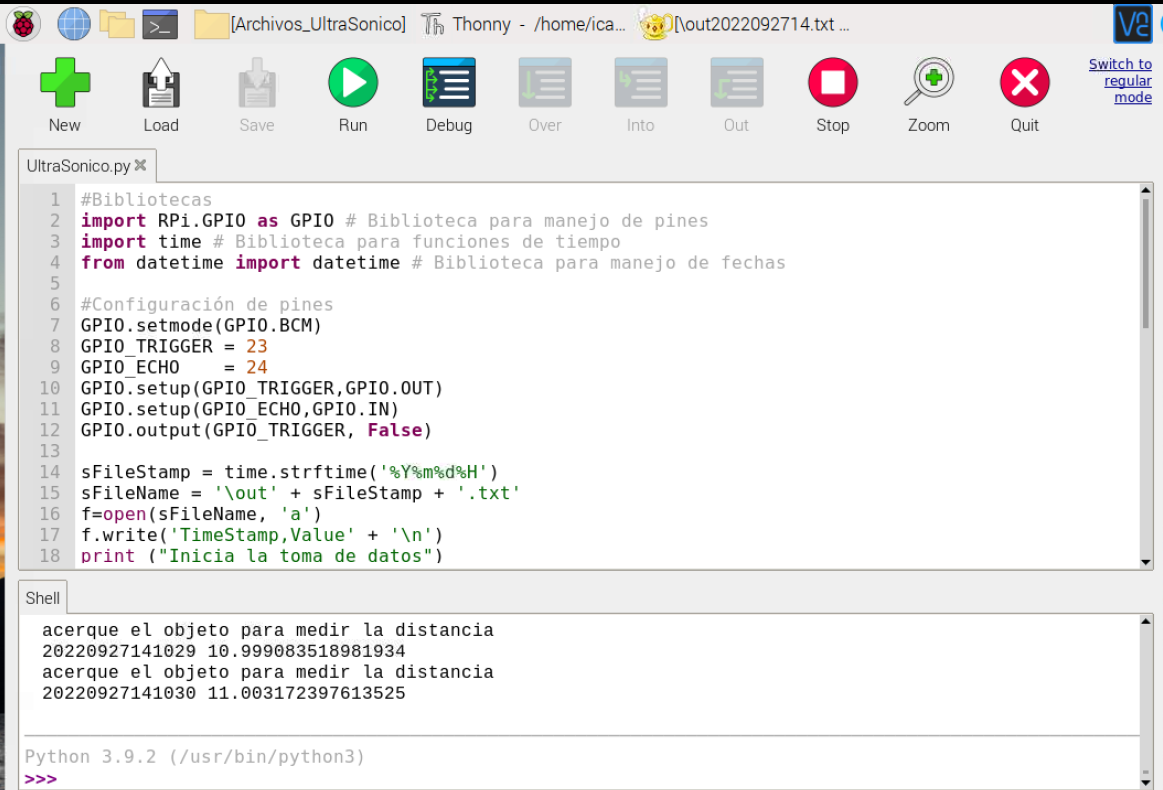 [Archivos_UltraSonico] Th Thonny - /home/ica... [\out2022092714.txt ...
New Load Save Run Debug Over Into Out Stop Zoom Quit
Switch to
regular
mode
UltraSonico.py
1 #Bibliotecas
2 import RPi.GPIO as GPIO # Biblioteca para manejo de pines
3 import time # Biblioteca para funciones de tiempo
4 from datetime import datetime # Biblioteca para manejo de fechas
5
6 #Configuración de pines
7 GPIO.setmode(GPIO.BCM)
8 GPIO_TRIGGER = 23
9 GPIO_ECHO    = 24
10 GPIO.setup(GPIO_TRIGGER,GPIO.OUT)
11 GPIO.setup(GPIO_ECHO,GPIO.IN)
12 GPIO.output(GPIO_TRIGGER, False)
13
14 sFileStamp = time.strftime('%Y%m%d%H')
15 sFileName = '\out' + sFileStamp + '.txt'
16 f=open(sFileName, 'a')
17 f.write('TimeStamp,Value' + '\n')
18 print ("Inicia la toma de datos")
Shell
acerque el objeto para medir la distancia
20220927141029 10.999083518981934
acerque el objeto para medir la distancia
20220927141030 11.003172397613525
Python 3.9.2 (/usr/bin/python3)
>>>